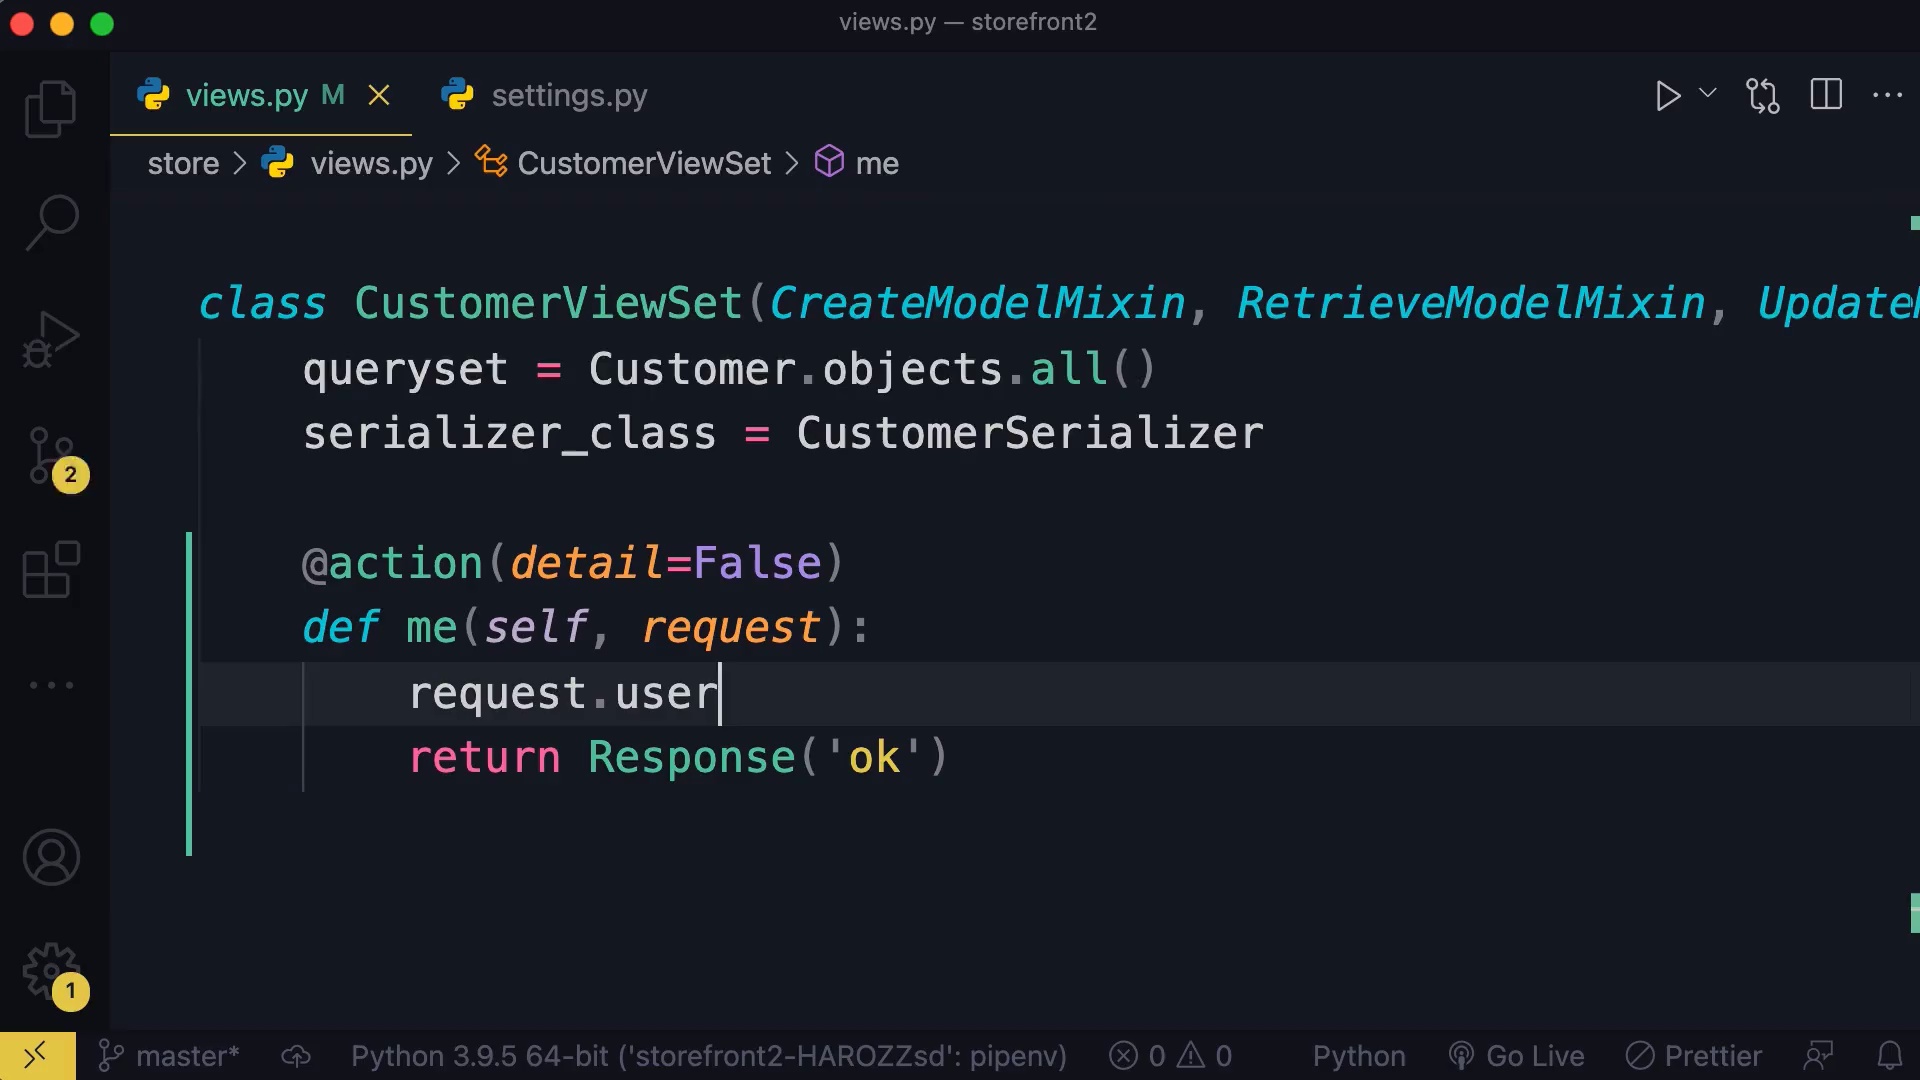 views.py — storefront2
views.py M
settings.py
store > views.py > CustomerViewSet > me
class CustomerViewSet(CreateModelMixin, RetrieveModelMixin, Update
queryset = Customer.objects.all()
serializer_class = CustomerSerializer
@action(detail=False)
def me(self, request):
request.user
return Response('ok')
2
1
master* Python 3.9.5 64-bit ('storefront2-HAROZZsd': pipenv) 0 0 Python Go Live Prettier